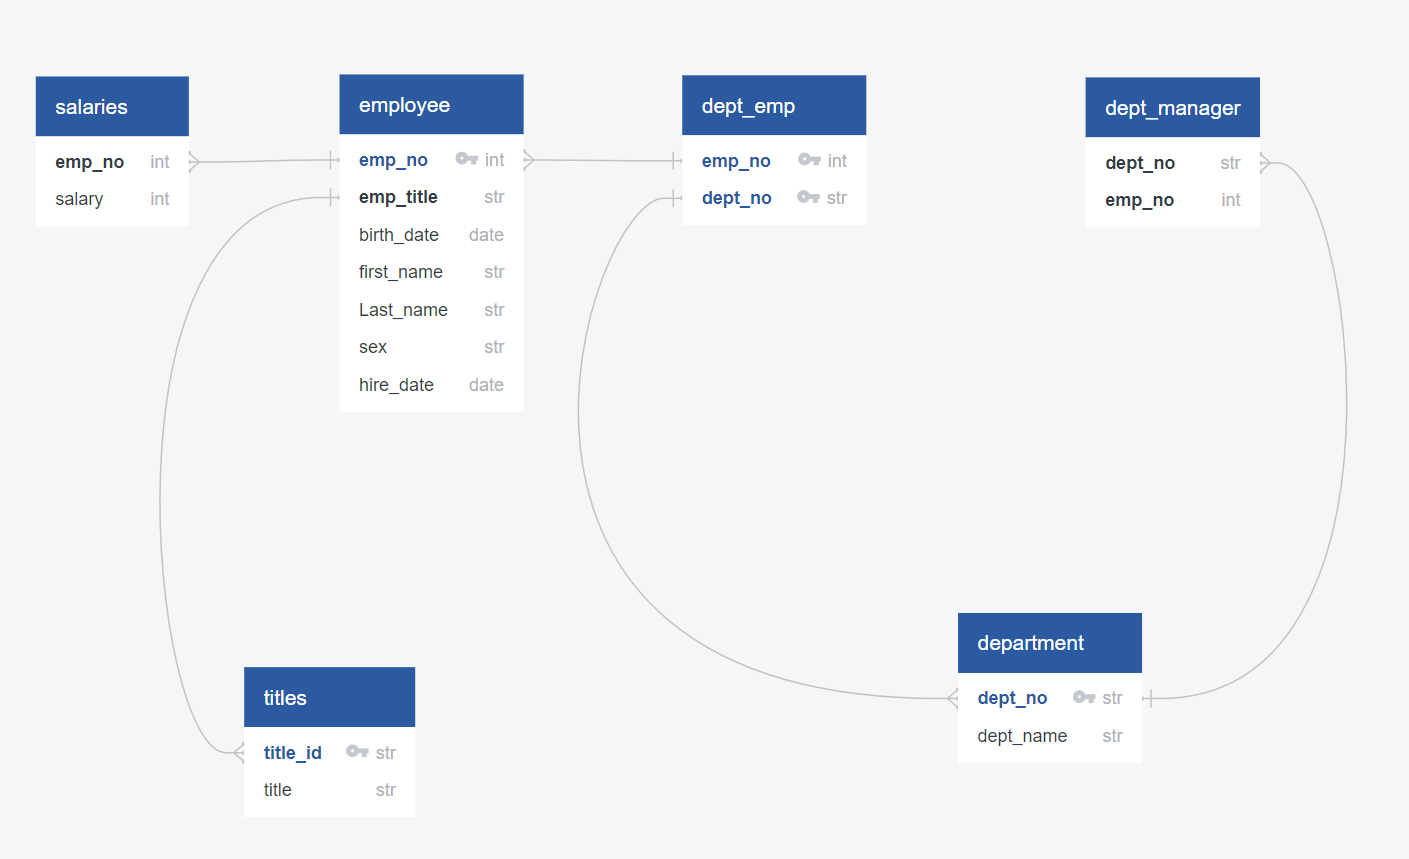 salaries
emp_no int
salary int
employee
emp_no int
emp_title str
birth_date date
first_name str
Last_name str
sex str
hire_date date
dept_emp
emp_no int
dept_no str
dept_manager
dept_no str
emp_no int
titles
title_id str
title str
department
dept_no str
dept_name str